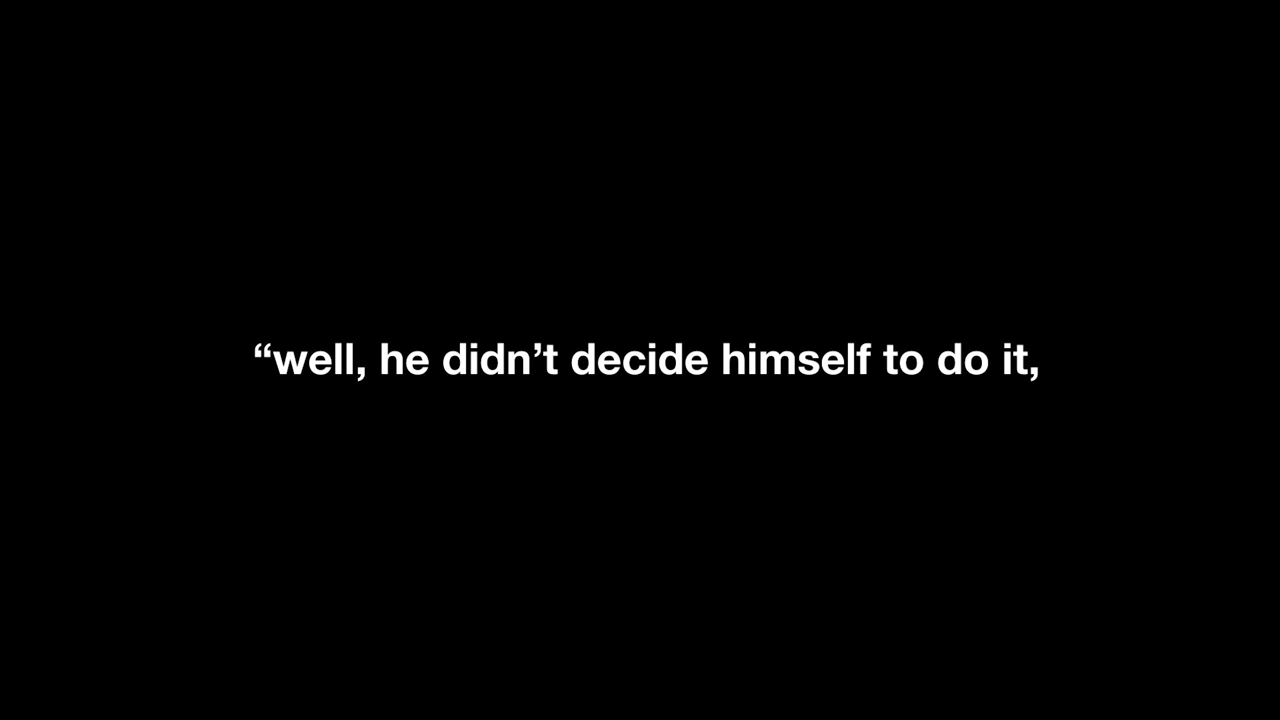 “well, he didn’t decide himself to do it,